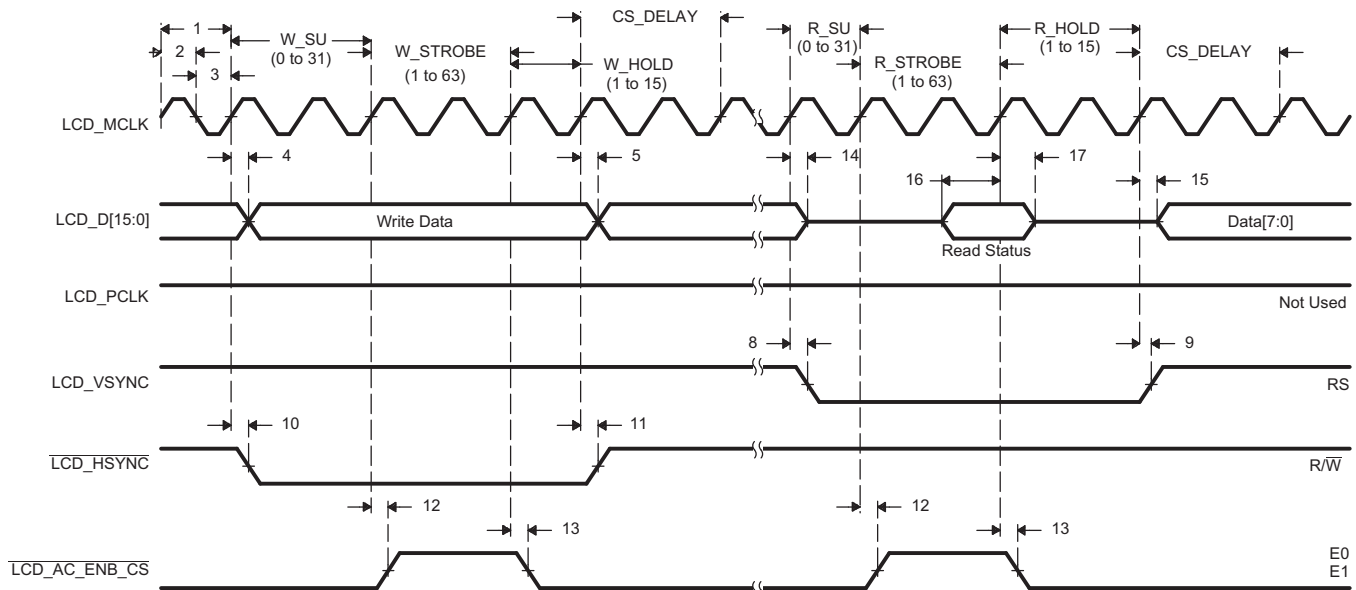 CS_DELAY
1
W_SU
(0 to 31)
R_SU
(0 to 31)
R_HOLD
(1 to 15)
2
W_STROBE
(1 to 63)
CS_DELAY
3
W_HOLD
(1 to 15)
R_STROBE
(1 to 63)
LCD_MCLK
4
5
14
17
16
15
LCD_D[15:0]
Write Data
Data[7:0]
Read Status
LCD_PCLK
Not Used
8
9
LCD_VSYNC
RS
10
11
LCD_HSYNC
R/W
12
12
13
13
LCD_AC_ENB_CS
E0
E1